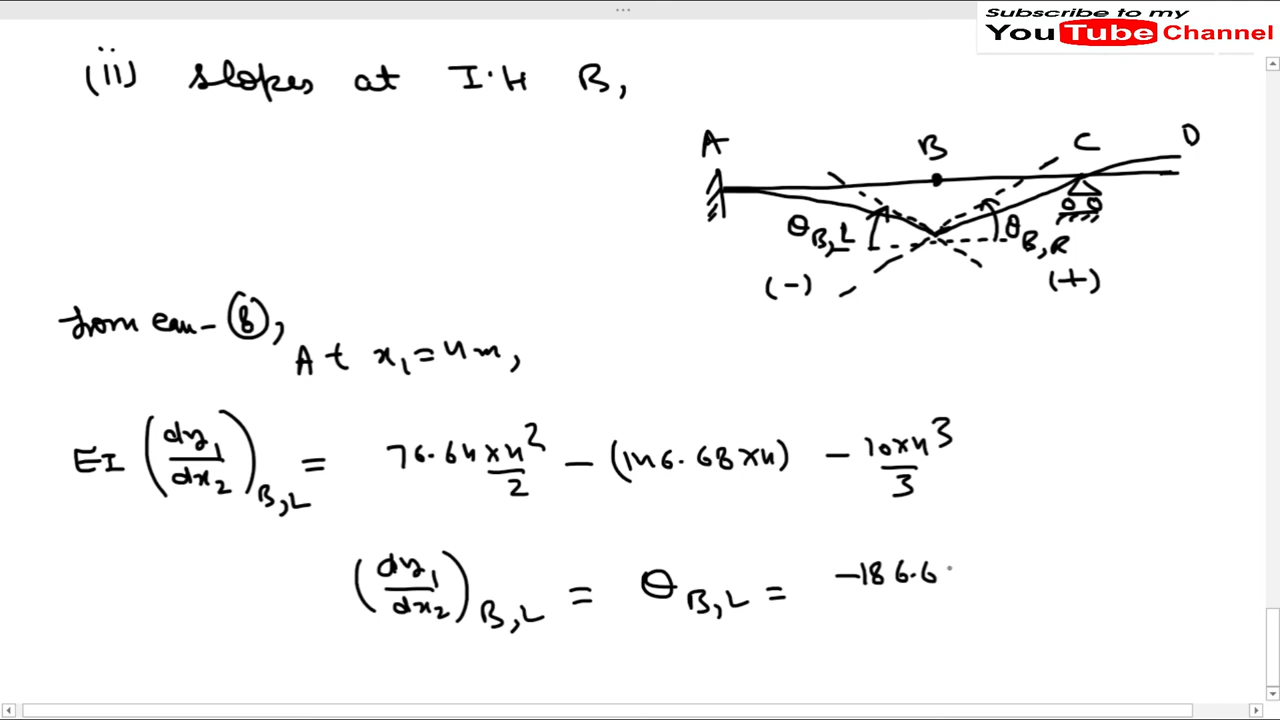 Subscribe to my
YouTube Channel
(ii) slopes at I.H B,
A B C D
θB,L θB,R
(-) (+)
from eqn- (B),
At x₁=4m,
EI (dy₁/dx₂)B,L = 76.64×4²/2 - (146.68×4) - 10×4³/3
(dy₁/dx₂)B,L = θB,L = -186.6